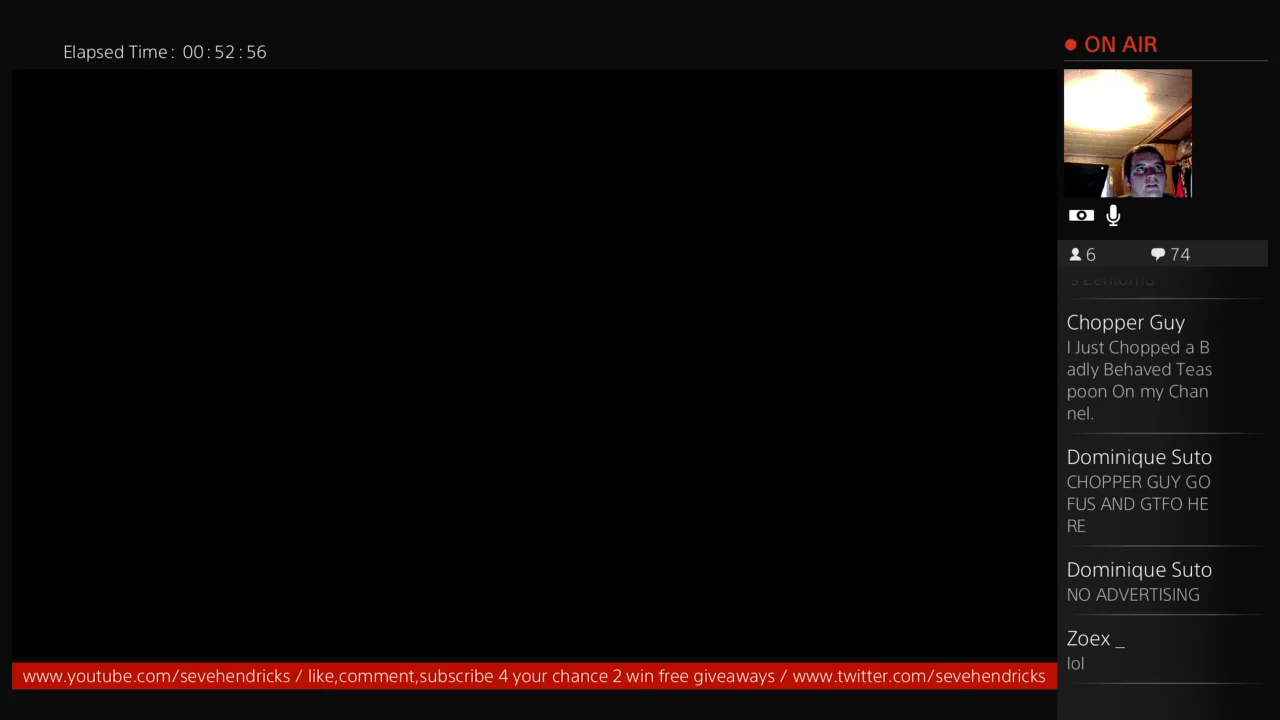 Elapsed Time: 00:52:56
ON AIR
6 74
's Zentorno
Chopper Guy
I Just Chopped a B
adly Behaved Teas
poon On my Chan
nel.
Dominique Suto
CHOPPER GUY GO
FUS AND GTFO HE
RE
Dominique Suto
NO ADVERTISING
Zoex _
lol
www.youtube.com/sevehendricks / like,comment,subscribe 4 your chance 2 win free giveaways / www.twitter.com/sevehendricks